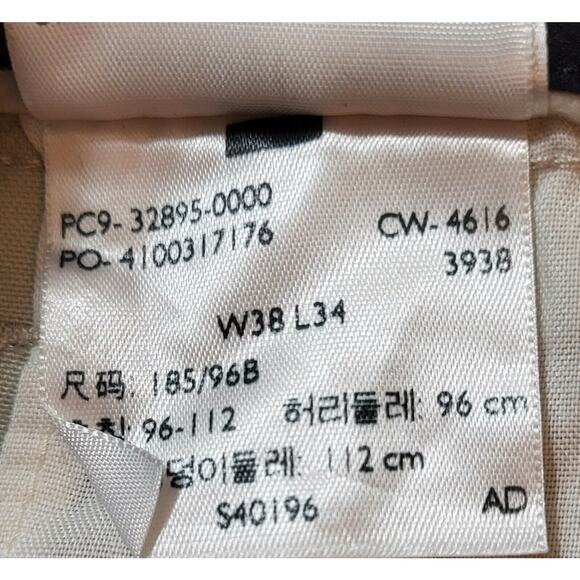 PC9-32895-0000
PO-4100317176
CW-4616
3938
W38 L34
尺码: 185/96B
96-112 허리둘레: 96 cm
덩이둘레: 112 cm
S40196
AD